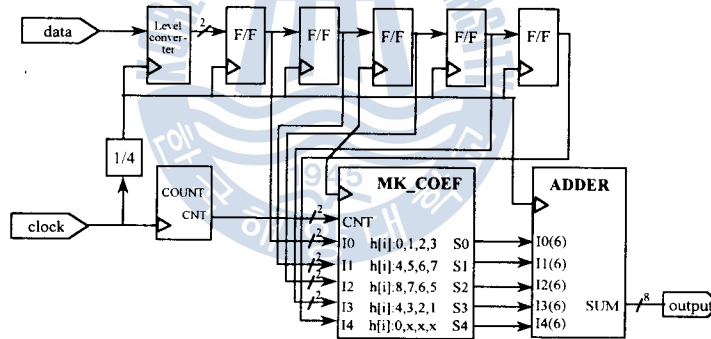 data
Level
conver-
ter
2
F/F
F/F
F/F
F/F
F/F
1/4
COUNT
CNT
clock
1945
MK_COEF
ADDER
2
CNT
2
I0 h[i]:0,1,2,3 S0
I0(6)
2
I1 h[i]:4,5,6,7 S1
I1(6)
2
I2 h[i]:8,7,6,5 S2
I2(6)
2
I3 h[i]:4,3,2,1 S3
I3(6)
I4 h[i]:0,x,x,x S4
I4(6)
SUM
8
output